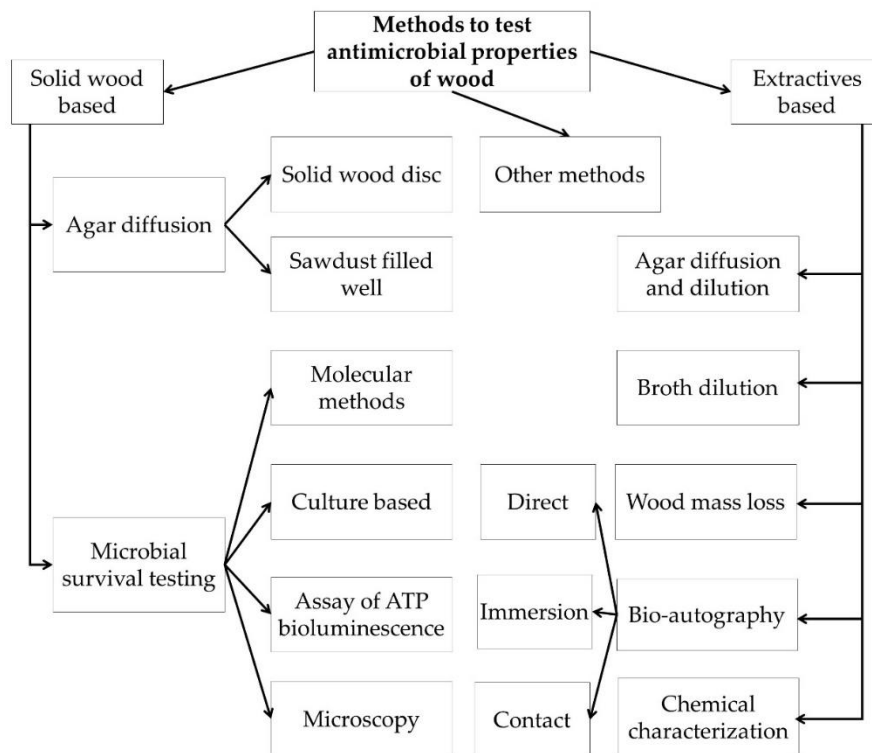 Methods to test
antimicrobial properties
of wood
Solid wood
based
Extractives
based
Solid wood disc
Other methods
Agar diffusion
Sawdust filled
well
Agar diffusion
and dilution
Molecular
methods
Broth dilution
Culture based
Direct
Wood mass loss
Microbial
survival testing
Assay of ATP
bioluminescence
Immersion
Bio-autography
Microscopy
Contact
Chemical
characterization